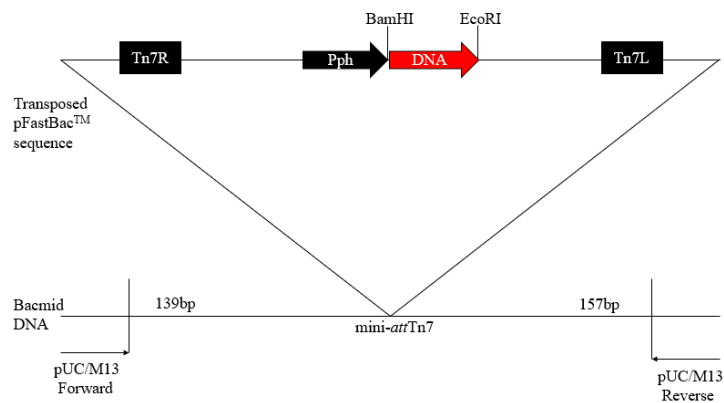 BamHI
EcoRI
Tn7R
Pph
DNA
Tn7L
Transposed
pFastBac™
sequence
139bp
157bp
Bacmid
DNA
mini-attTn7
pUC/M13
Forward
pUC/M13
Reverse